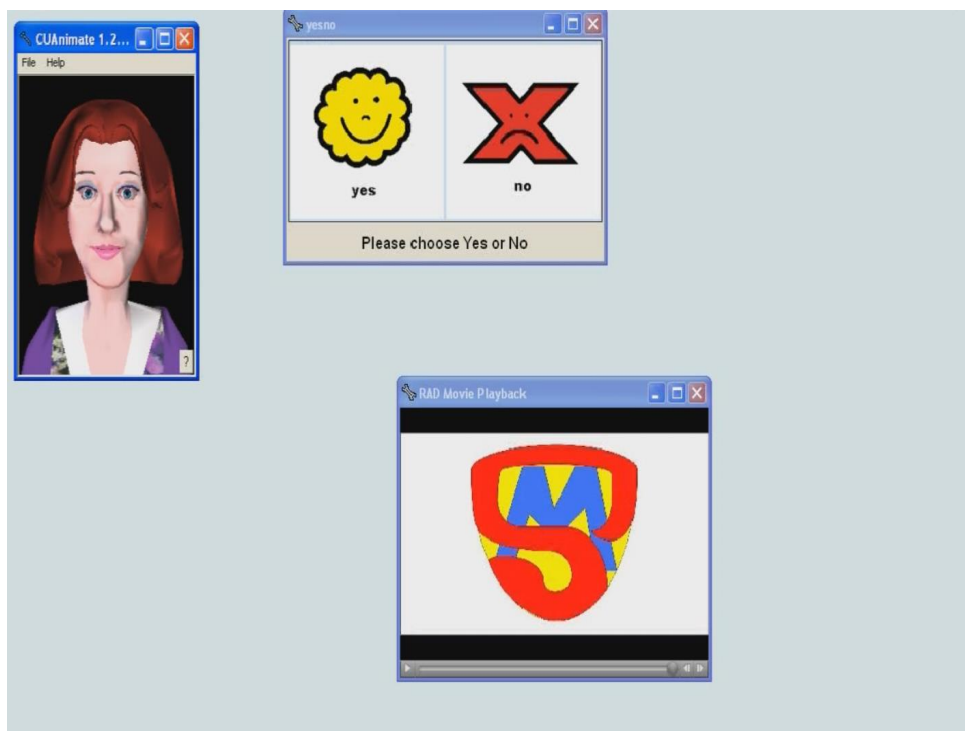 CUAnimate 1.2...
File Help
?
yesno
yes
no
Please choose Yes or No
RAD Movie Playback
S M